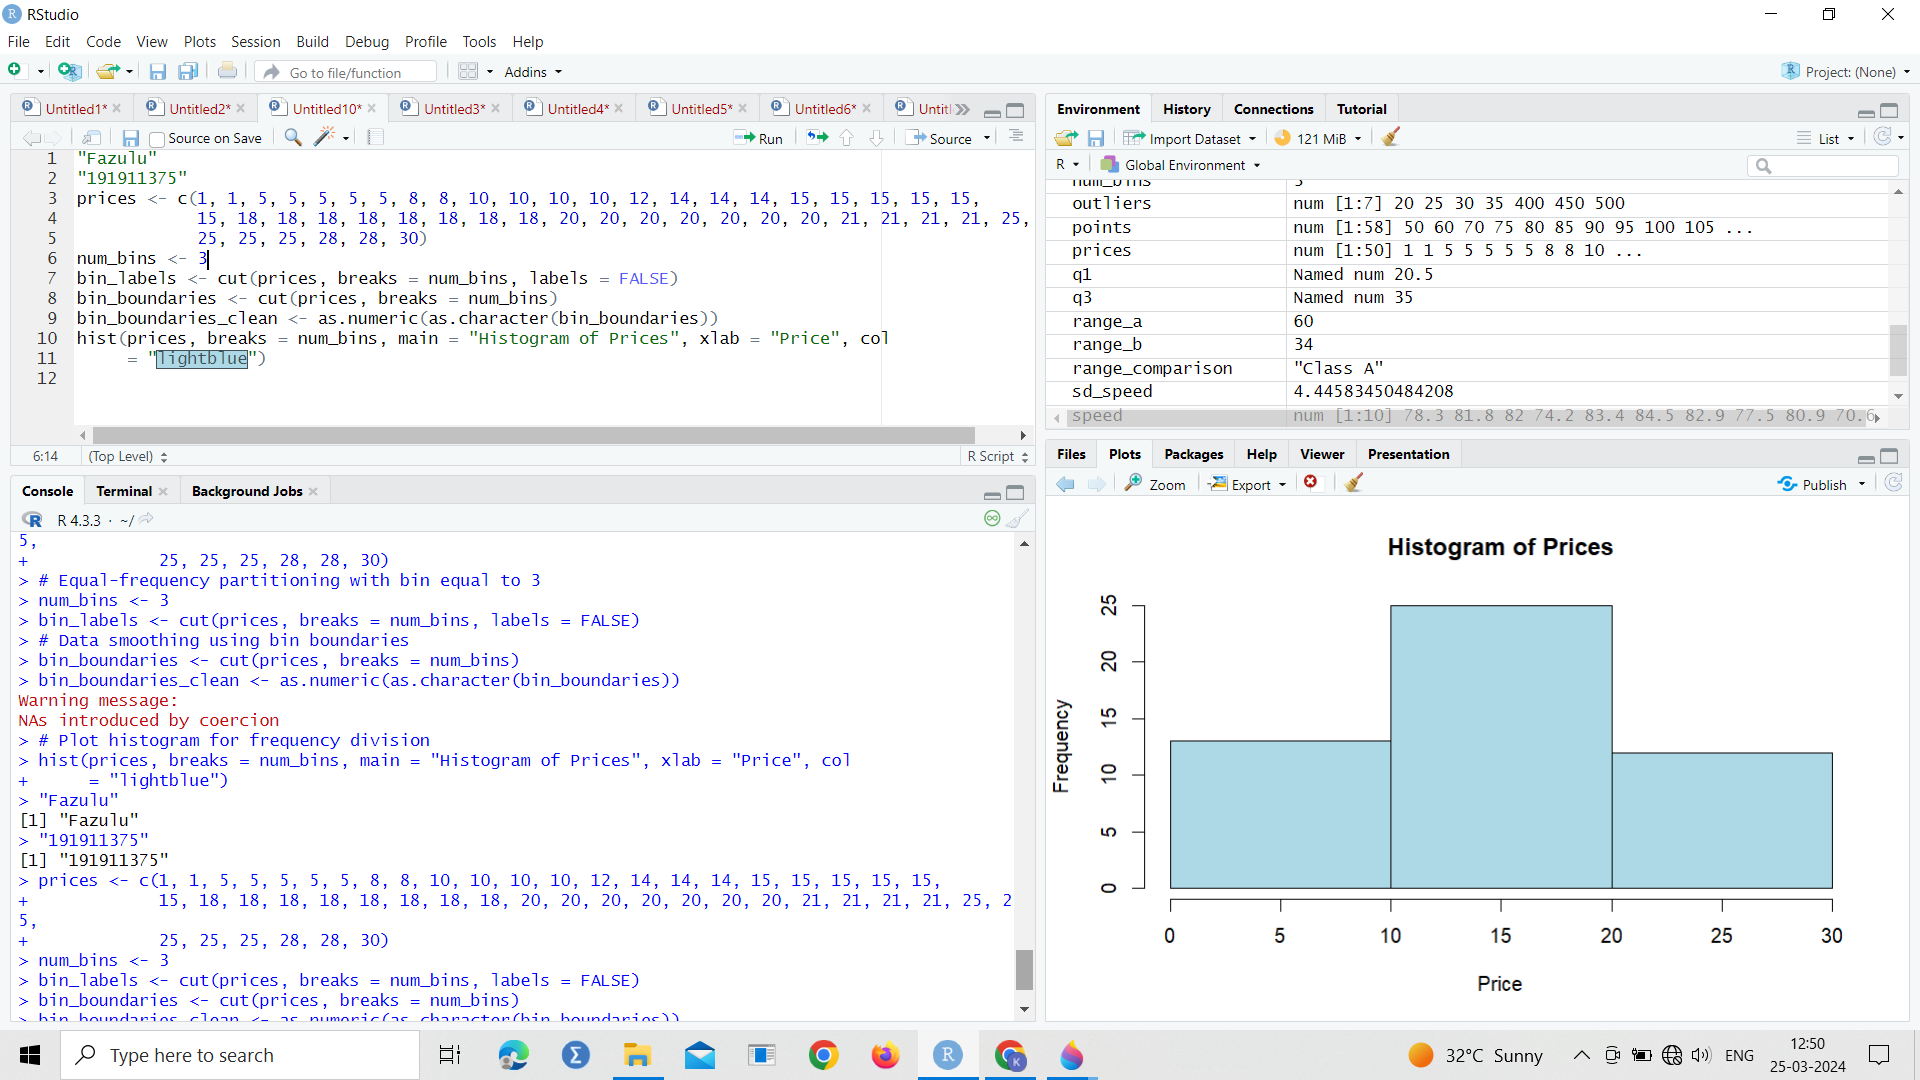 RStudio
File Edit Code View Plots Session Build Debug Profile Tools Help
Go to file/function Addins Project: (None)
Untitled1* Untitled2* Untitled10* Untitled3* Untitled4* Untitled5* Untitled6* Untitl
Source on Save Run Source
1 "Fazulu"
2 "191911375"
3 prices <- c(1, 1, 5, 5, 5, 5, 5, 8, 8, 10, 10, 10, 10, 12, 14, 14, 14, 15, 15, 15, 15, 15,
4 15, 18, 18, 18, 18, 18, 18, 18, 18, 20, 20, 20, 20, 20, 20, 20, 21, 21, 21, 21, 25,
5 25, 25, 25, 28, 28, 30)
6 num_bins <- 3
7 bin_labels <- cut(prices, breaks = num_bins, labels = FALSE)
8 bin_boundaries <- cut(prices, breaks = num_bins)
9 bin_boundaries_clean <- as.numeric(as.character(bin_boundaries))
10 hist(prices, breaks = num_bins, main = "Histogram of Prices", xlab = "Price", col
11 = "lightblue")
12
6:14 (Top Level) R Script
Console Terminal Background Jobs
R 4.3.3 · ~/
5,
+ 25, 25, 25, 28, 28, 30)
> # Equal-frequency partitioning with bin equal to 3
> num_bins <- 3
> bin_labels <- cut(prices, breaks = num_bins, labels = FALSE)
> # Data smoothing using bin boundaries
> bin_boundaries <- cut(prices, breaks = num_bins)
> bin_boundaries_clean <- as.numeric(as.character(bin_boundaries))
Warning message:
NAs introduced by coercion
> # Plot histogram for frequency division
> hist(prices, breaks = num_bins, main = "Histogram of Prices", xlab = "Price", col
+ = "lightblue")
> "Fazulu"
[1] "Fazulu"
> "191911375"
[1] "191911375"
> prices <- c(1, 1, 5, 5, 5, 5, 5, 8, 8, 10, 10, 10, 10, 12, 14, 14, 14, 15, 15, 15, 15, 15,
+ 15, 18, 18, 18, 18, 18, 18, 18, 18, 20, 20, 20, 20, 20, 20, 20, 21, 21, 21, 21, 25, 2
5,
+ 25, 25, 25, 28, 28, 30)
> num_bins <- 3
> bin_labels <- cut(prices, breaks = num_bins, labels = FALSE)
> bin_boundaries <- cut(prices, breaks = num_bins)
> bin_boundaries_clean <- as.numeric(as.character(bin_boundaries))
Environment History Connections Tutorial
Import Dataset 121 MiB List
R Global Environment
num_bins 3
outliers num [1:7] 20 25 30 35 400 450 500
points num [1:58] 50 60 70 75 80 85 90 95 100 105 ...
prices num [1:50] 1 1 5 5 5 5 5 8 8 10 ...
q1 Named num 20.5
q3 Named num 35
range_a 60
range_b 34
range_comparison "Class A"
sd_speed 4.44583450484208
speed num [1:10] 78.3 81.8 82 74.2 83.4 84.5 82.9 77.5 80.9 70.6
Files Plots Packages Help Viewer Presentation
Zoom Export Publish
Histogram of Prices
Frequency
25
20
15
10
5
0
0 5 10 15 20 25 30
Price
Type here to search
32°C Sunny ENG 12:50
25-03-2024